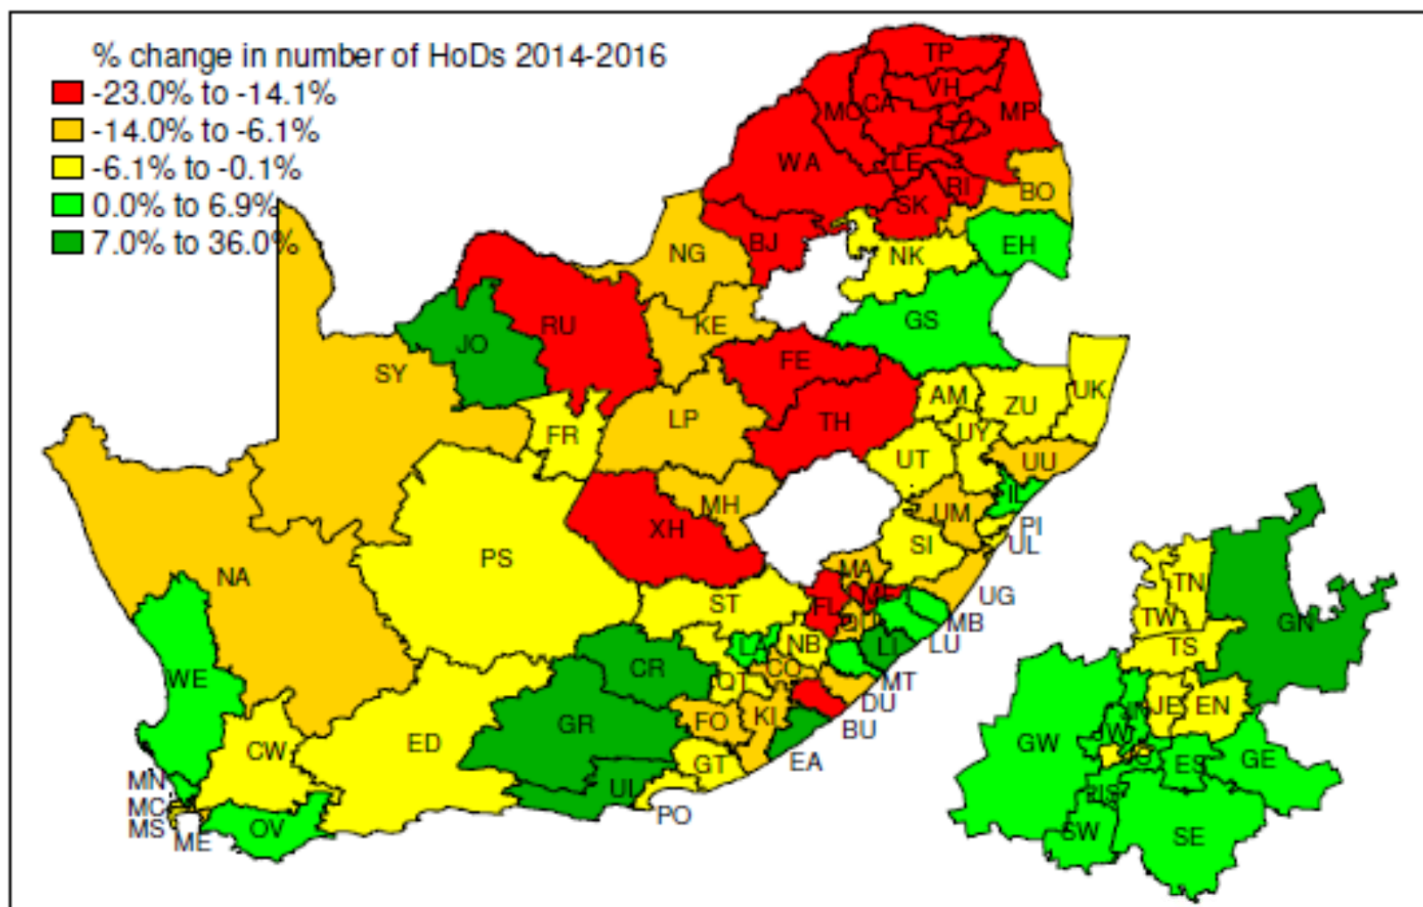 % change in number of HoDs 2014-2016
-23.0% to -14.1%
-14.0% to -6.1%
-6.1% to -0.1%
0.0% to 6.9%
7.0% to 36.0%
TP
VH
MO CA MP
WA LE
RI BO
SK
BJ EH
NG NK
RU KE GS
JO
SY FE
AM UK
LP TH ZU
FR UY
UT UU
MH IL
XH UM PI
PS SI UL
NA MA TN
ST FL UG
MB TW GN
LA NB LI LU TS
WE CR CO
QT MT
JE EN
GR FO KI DU
ED BU GW
CW GT EA ES GE
MN UI
MC PO
MS OV SW SE
ME